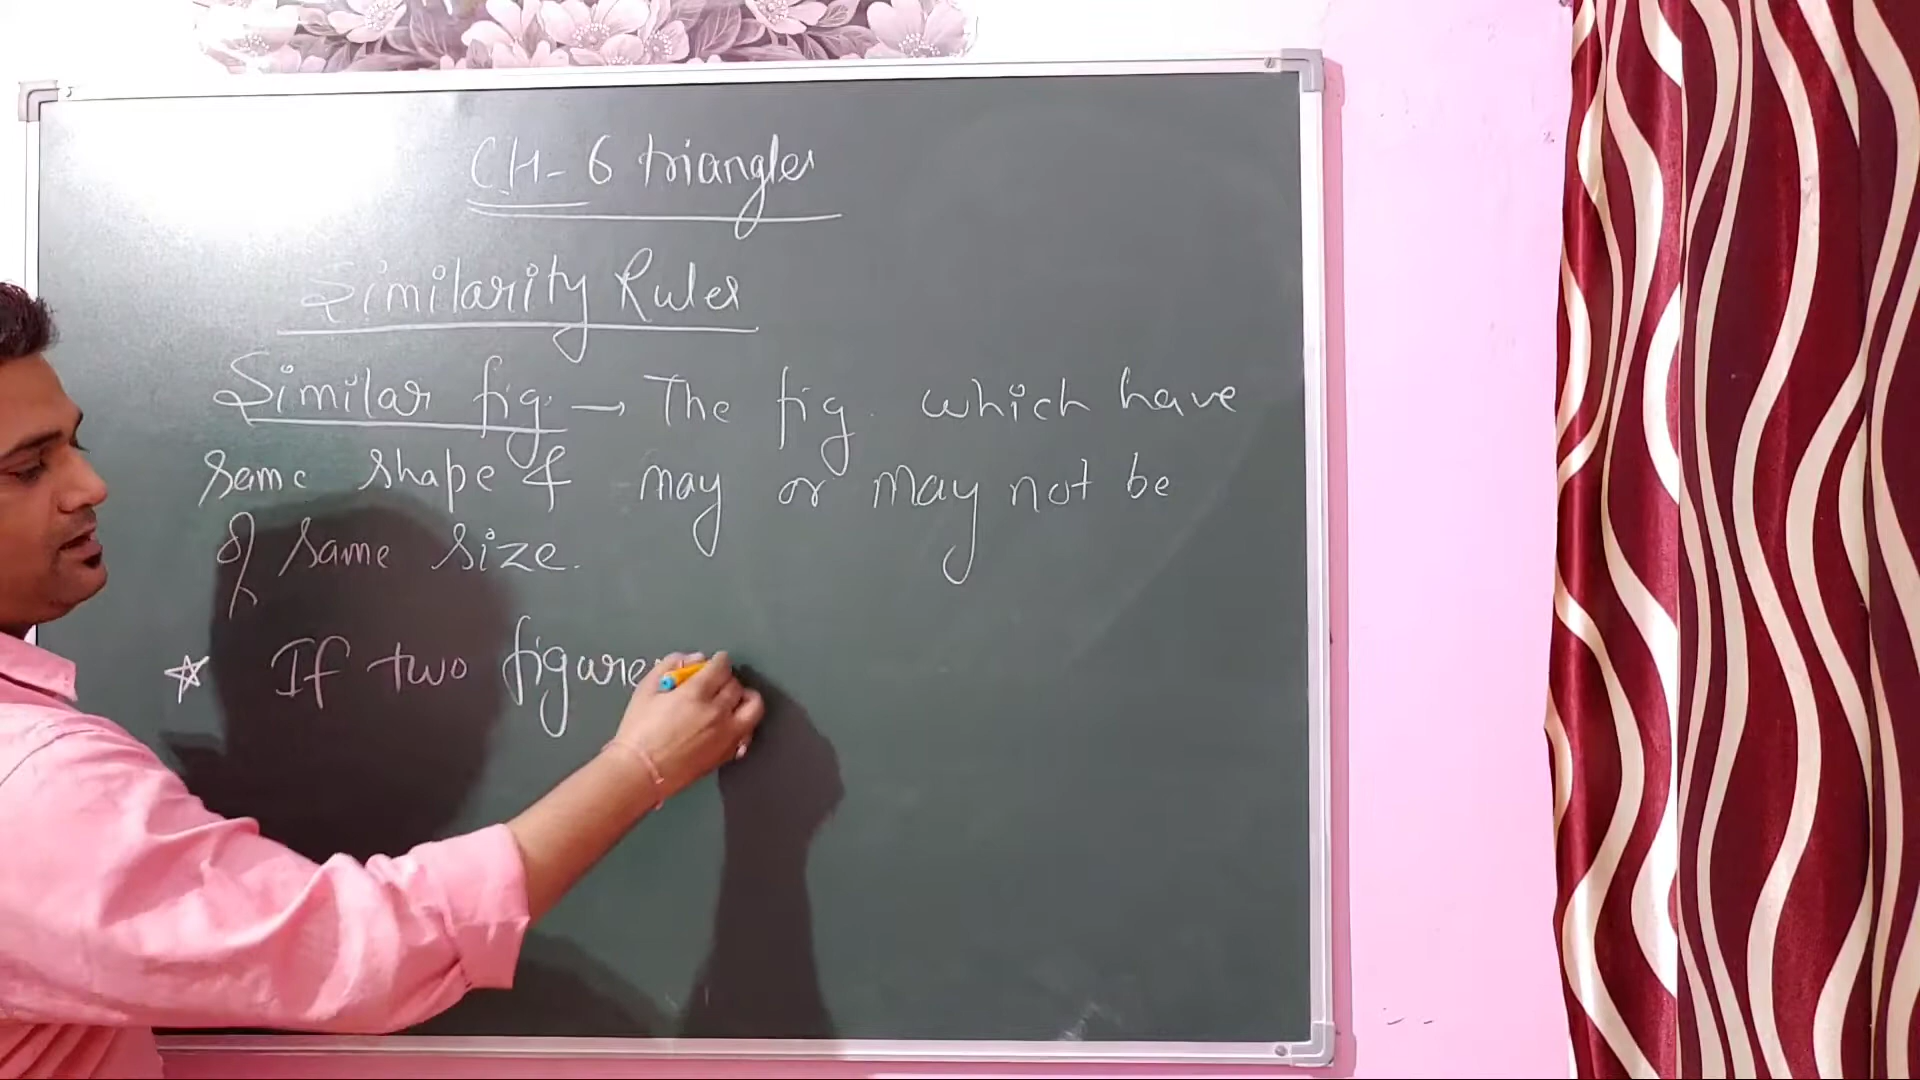 CH-6 triangles
Similarity Rules
Similar fig. → The fig. which have
same shape & may or may not be
of same size.
☆ If two figure